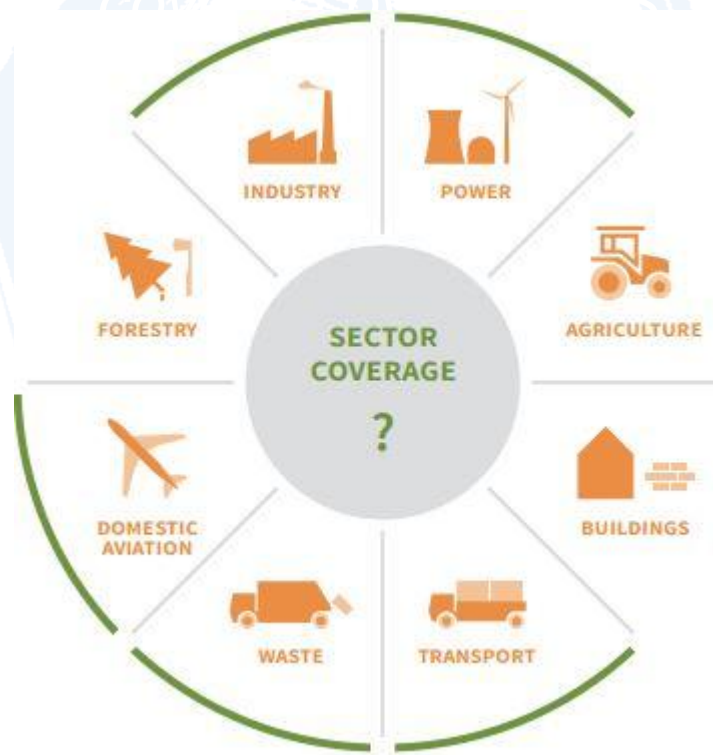 INDUSTRY
POWER
FORESTRY
AGRICULTURE
SECTOR
COVERAGE
?
DOMESTIC
AVIATION
BUILDINGS
WASTE
TRANSPORT